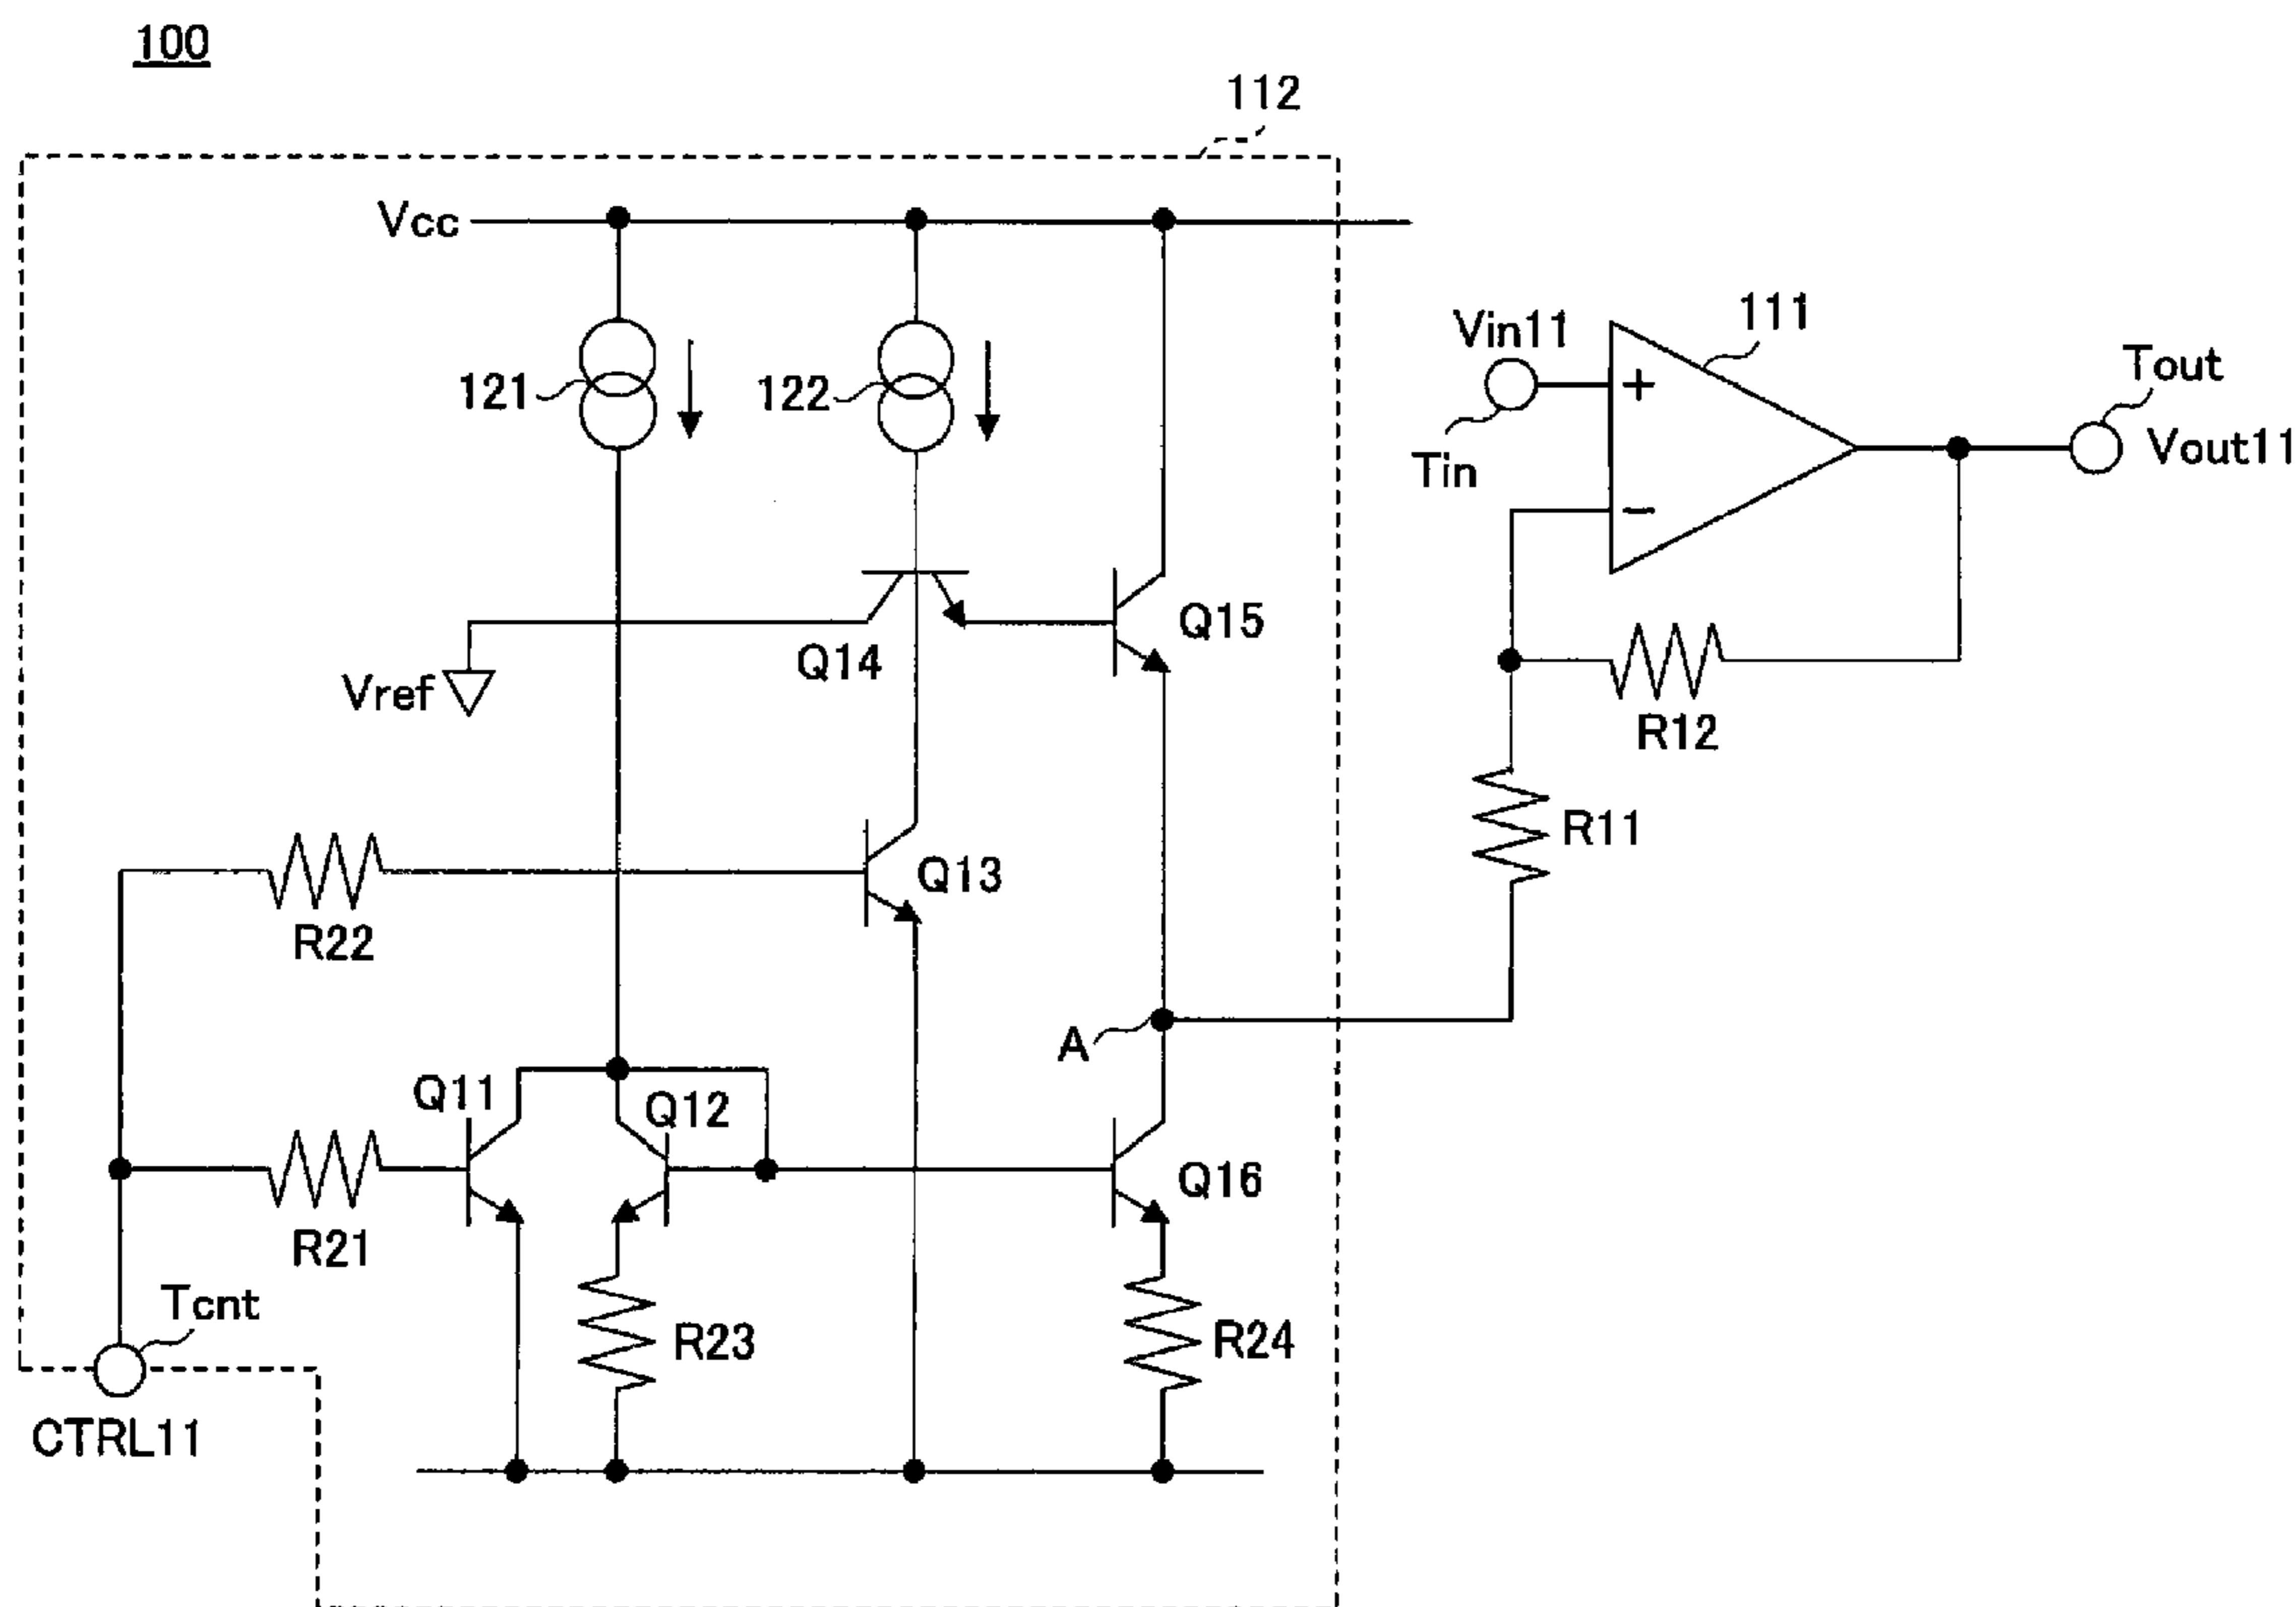 100
112
Vcc
111
Vin11
Tout
121
122
Vout11
Tin
+
−
Q15
Q14
Vref
R12
R11
Q13
R22
A
Q11
Q12
Q16
R21
Tcnt
R23
R24
CTRL11